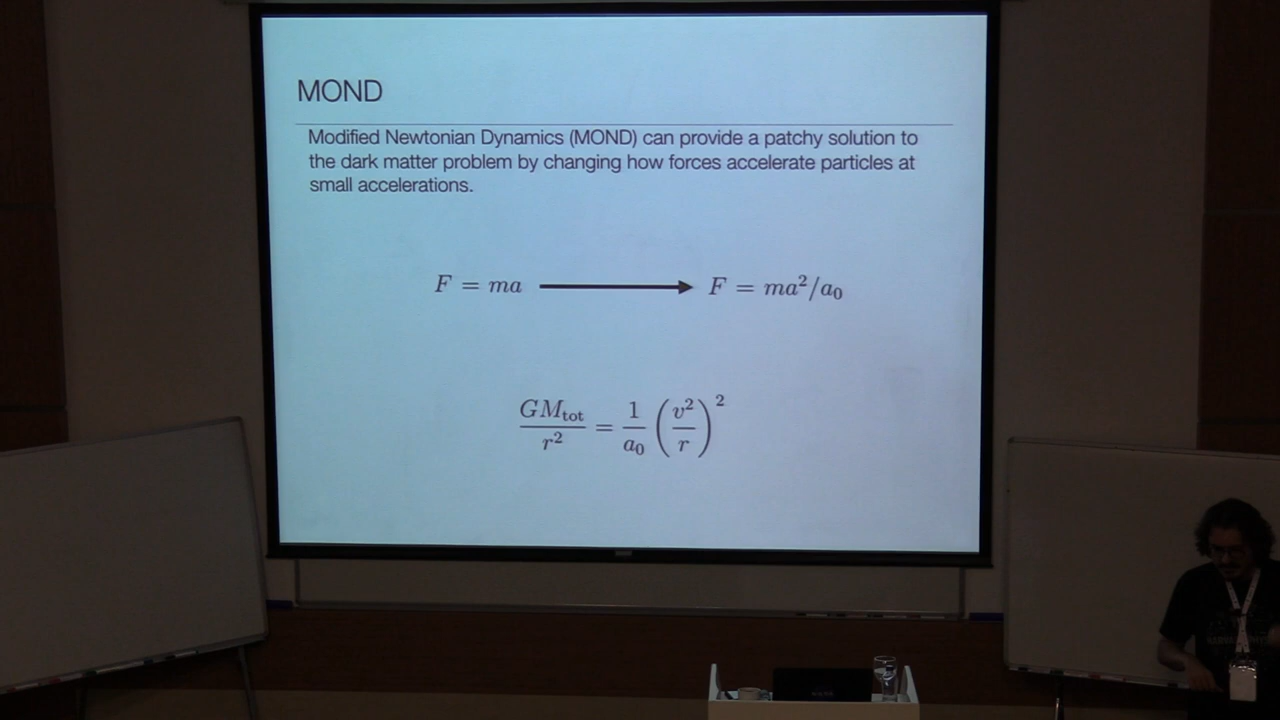 MOND
Modified Newtonian Dynamics (MOND) can provide a patchy solution to
the dark matter problem by changing how forces accelerate particles at
small accelerations.
F = ma ⟶ F = ma²/a₀
GM_tot/r² = 1/a₀ (v²/r)²